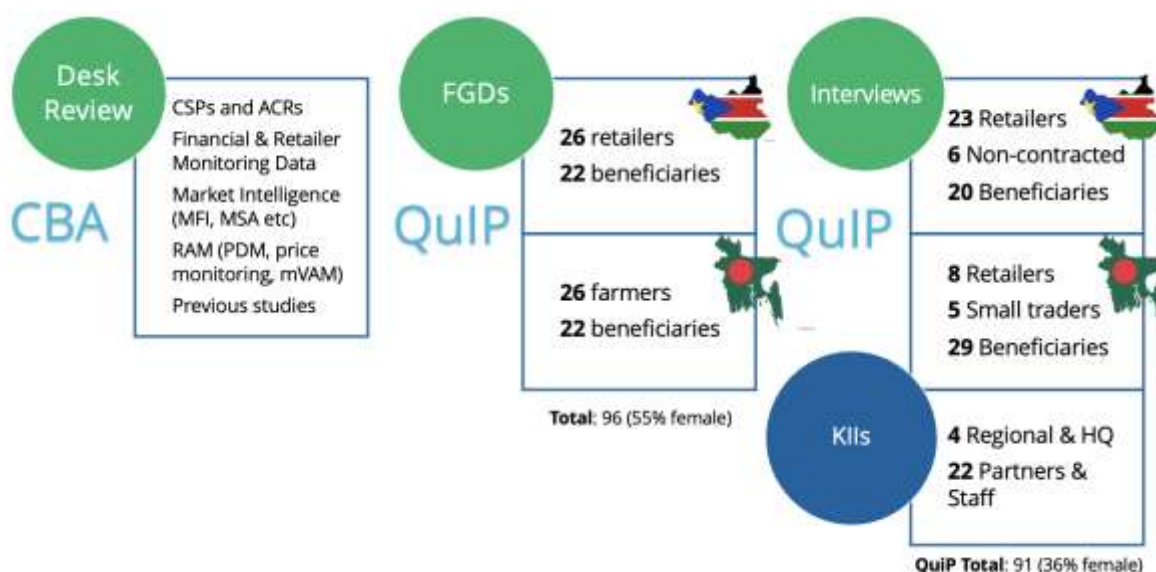 Desk
Review
CSPs and ACRs
Financial & Retailer
Monitoring Data
Market Intelligence
(MFI, MSA etc)
RAM (PDM, price
monitoring, mVAM)
Previous studies
CBA
FGDs
26 retailers
22 beneficiaries
QuIP
26 farmers
22 beneficiaries
Total: 96 (55% female)
Interviews
23 Retailers
6 Non-contracted
20 Beneficiaries
QuIP
8 Retailers
5 Small traders
29 Beneficiaries
KIIs
4 Regional & HQ
22 Partners &
Staff
QuiP Total: 91 (36% female)